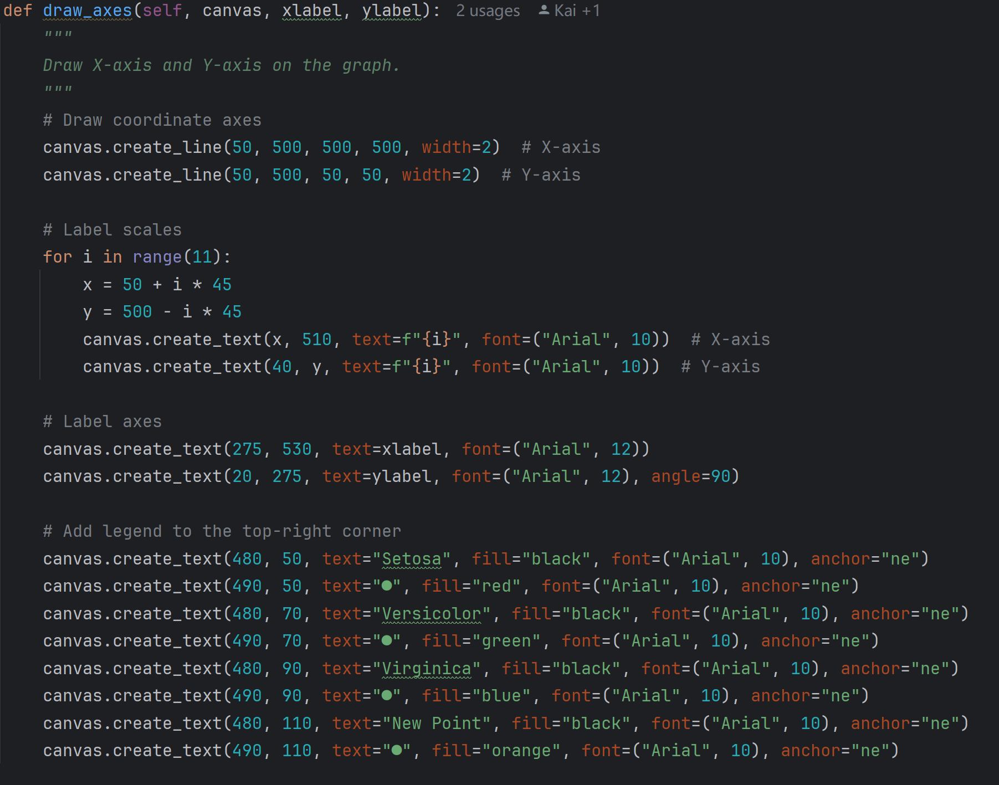 def draw_axes(self, canvas, xlabel, ylabel): 2 usages Kai +1
"""
Draw X-axis and Y-axis on the graph.
"""
# Draw coordinate axes
canvas.create_line(50, 500, 500, 500, width=2)  # X-axis
canvas.create_line(50, 500, 50, 50, width=2)  # Y-axis
# Label scales
for i in range(11):
x = 50 + i * 45
y = 500 - i * 45
canvas.create_text(x, 510, text=f"{i}", font=("Arial", 10))  # X-axis
canvas.create_text(40, y, text=f"{i}", font=("Arial", 10))  # Y-axis
# Label axes
canvas.create_text(275, 530, text=xlabel, font=("Arial", 12))
canvas.create_text(20, 275, text=ylabel, font=("Arial", 12), angle=90)
# Add legend to the top-right corner
canvas.create_text(480, 50, text="Setosa", fill="black", font=("Arial", 10), anchor="ne")
canvas.create_text(490, 50, text="●", fill="red", font=("Arial", 10), anchor="ne")
canvas.create_text(480, 70, text="Versicolor", fill="black", font=("Arial", 10), anchor="ne")
canvas.create_text(490, 70, text="●", fill="green", font=("Arial", 10), anchor="ne")
canvas.create_text(480, 90, text="Virginica", fill="black", font=("Arial", 10), anchor="ne")
canvas.create_text(490, 90, text="●", fill="blue", font=("Arial", 10), anchor="ne")
canvas.create_text(480, 110, text="New Point", fill="black", font=("Arial", 10), anchor="ne")
canvas.create_text(490, 110, text="●", fill="orange", font=("Arial", 10), anchor="ne")